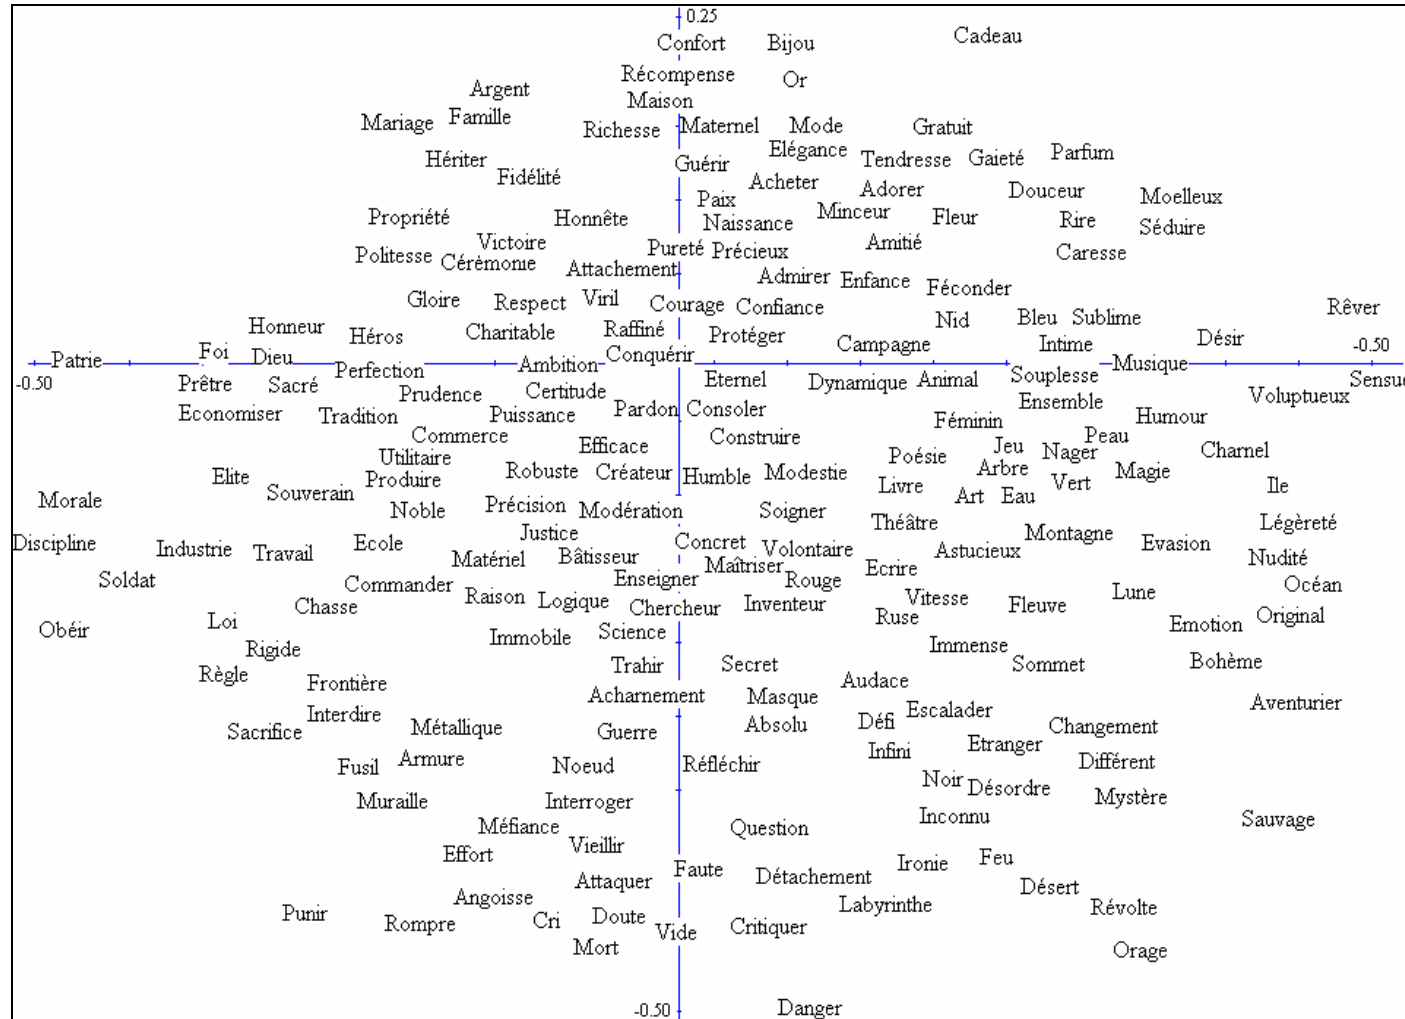 0.25
Cadeau
Confort Bijou
Récompense Or
Argent
Maison
Mariage Famille Richesse Maternel Mode Gratuit
Elégance Parfum
Hériter Guérir Tendresse Gaieté
Fidélité Acheter Adorer Douceur Moelleux
Paix
Propriété Honnête Naissance Minceur Fleur Rire Séduire
Victoire Pureté Précieux Amitié Caresse
Politesse Cérèmonie Attachement Admirer Enfance
Gloire Respect Viril Courage Confiance Féconder Rêver
Honneur Héros Charitable Raffiné Protéger Nid Bleu Sublime Désir
Patrie Foi Dieu Conquérir Campagne Intime -0.50
-0.50 Perfection Ambition Musique
Prêtre Sacré Prudence Certitude Eternel Dynamique Animal Souplesse Sensue
Economiser Tradition Puissance Pardon Consoler Ensemble Voluptueux
Commerce Construire Féminin Humour
Utilitaire Efficace Jeu Nager Peau Charnel
Elite Produire Robuste Créateur Humble Modestie Poésie Arbre Magie
Morale Souverain Livre Art Eau Vert Ile
Noble Précision Modération Soigner Théâtre Légèreté
Discipline Industrie Travail Ecole Justice Concret Volontaire Astucieux Montagne Evasion
Matériel Bâtisseur Maîtriser Ecrire Nudité
Soldat Commander Enseigner Rouge Océan
Chasse Raison Logique Chercheur Inventeur Vitesse Fleuve Lune
Obéir Loi Immobile Science Ruse Emotion Original
Rigide Immense
Règle Trahir Secret Sommet Bohème
Frontière Acharnement Masque Audace
Interdire Escalader Aventurier
Sacrifice Métallique Guerre Absolu Défi Changement
Armure Infini Etranger
Fusil Noeud Réfléchir Différent
Muraille Interroger Noir Désordre Mystère
Méfiance Question Inconnu Sauvage
Effort Vieillir Ironie Feu
Attaquer Faute Détachement Désert
Angoisse Labyrinthe Révolte
Punir Rompre Cri Doute Vide Critiquer
Mort Orage
-0.50 Danger